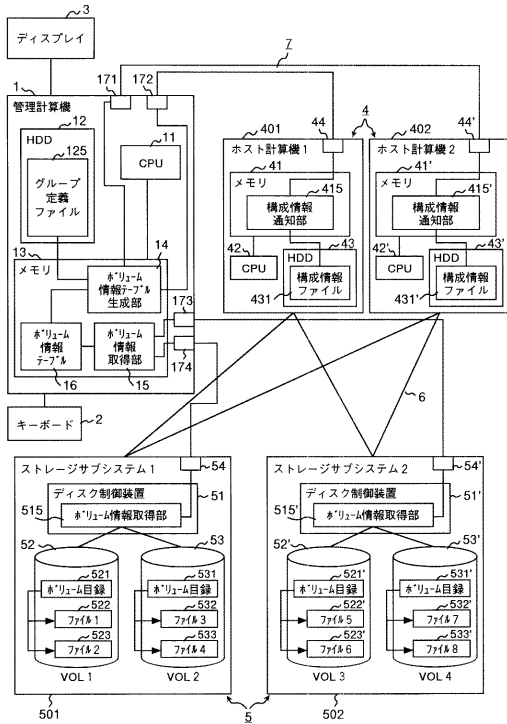 3
ディスプレイ
7
171
172
1
管理計算機
12
HDD
125
グループ
定義
ファイル
11
CPU
13
メモリ
14
ボリューム
情報テーブル
生成部
ボリューム
情報
テーブル
16
ボリューム
情報
取得部
15
173
174
キーボード
2
4
401
44
ホスト計算機1
41
メモリ
415
構成情報
通知部
42
CPU
43
HDD
構成情報
ファイル
431
402
44'
ホスト計算機2
41'
メモリ
415'
構成情報
通知部
42'
CPU
43'
HDD
構成情報
ファイル
431'
6
ストレージサブシステム1
54
ディスク制御装置
51
515
ボリューム情報取得部
52
53
521
ボリューム目録
522
ファイル1
523
ファイル2
VOL 1
531
ボリューム目録
532
ファイル3
533
ファイル4
VOL 2
501
ストレージサブシステム2
54'
ディスク制御装置
51'
515'
ボリューム情報取得部
52'
53'
521'
ボリューム目録
522'
ファイル5
523'
ファイル6
VOL 3
531'
ボリューム目録
532'
ファイル7
533'
ファイル8
VOL 4
5
502